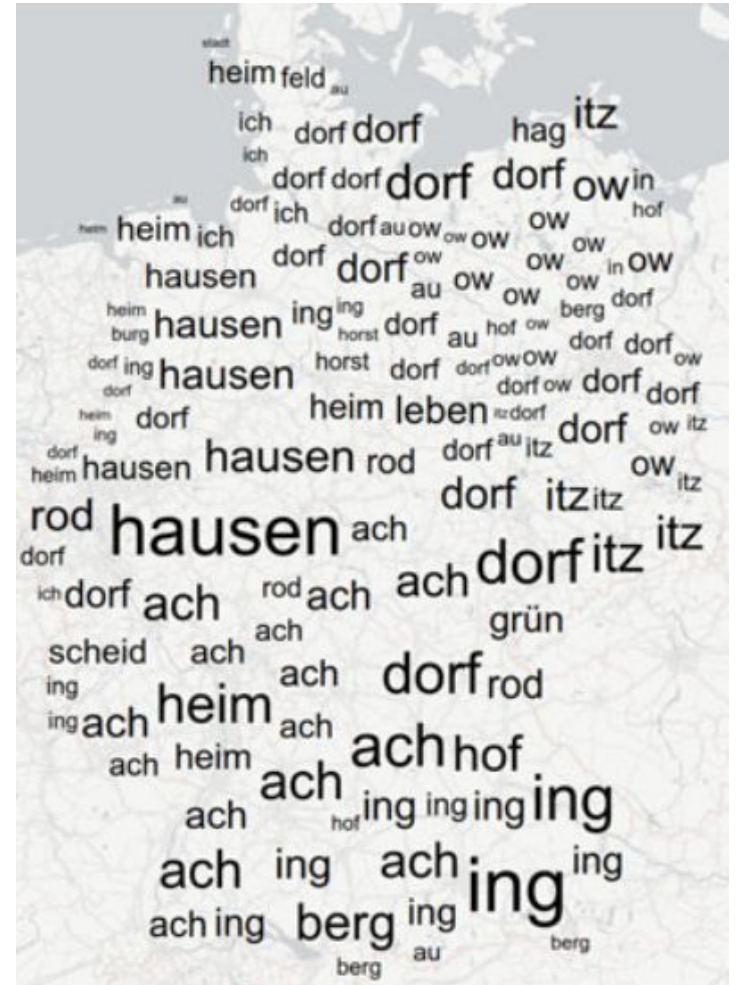 stadt
heim feld au
itz
ich dorf dorf hag
ich
dorf dorf dorf dorf ow in
au dorf ich hof
heim heim ich dorf au ow ow ow ow
ow
hausen dorf dorf ow ow in ow
au ow ow ow
heim hausen ing ing berg dorf
burg horst dorf au hof ow
dorf dorf
dorf ing hausen horst dorf dorf ow ow ow
dorf dorf ow dorf dorf
heim dorf heim leben itz dorf dorf ow itz
ing
dorf hausen rod dorf au itz
heim hausen ow itz
dorf itz itz
rod hausen ach itz
dorf dorf itz
ich dorf ach rod ach ach
ach grün
scheid ach
ing ach dorf rod
ing ach heim ach
ach heim ach hof
ach
ach hof ing ing ing ing
ach ing ach ing ing
ach ing berg ing
au berg
berg